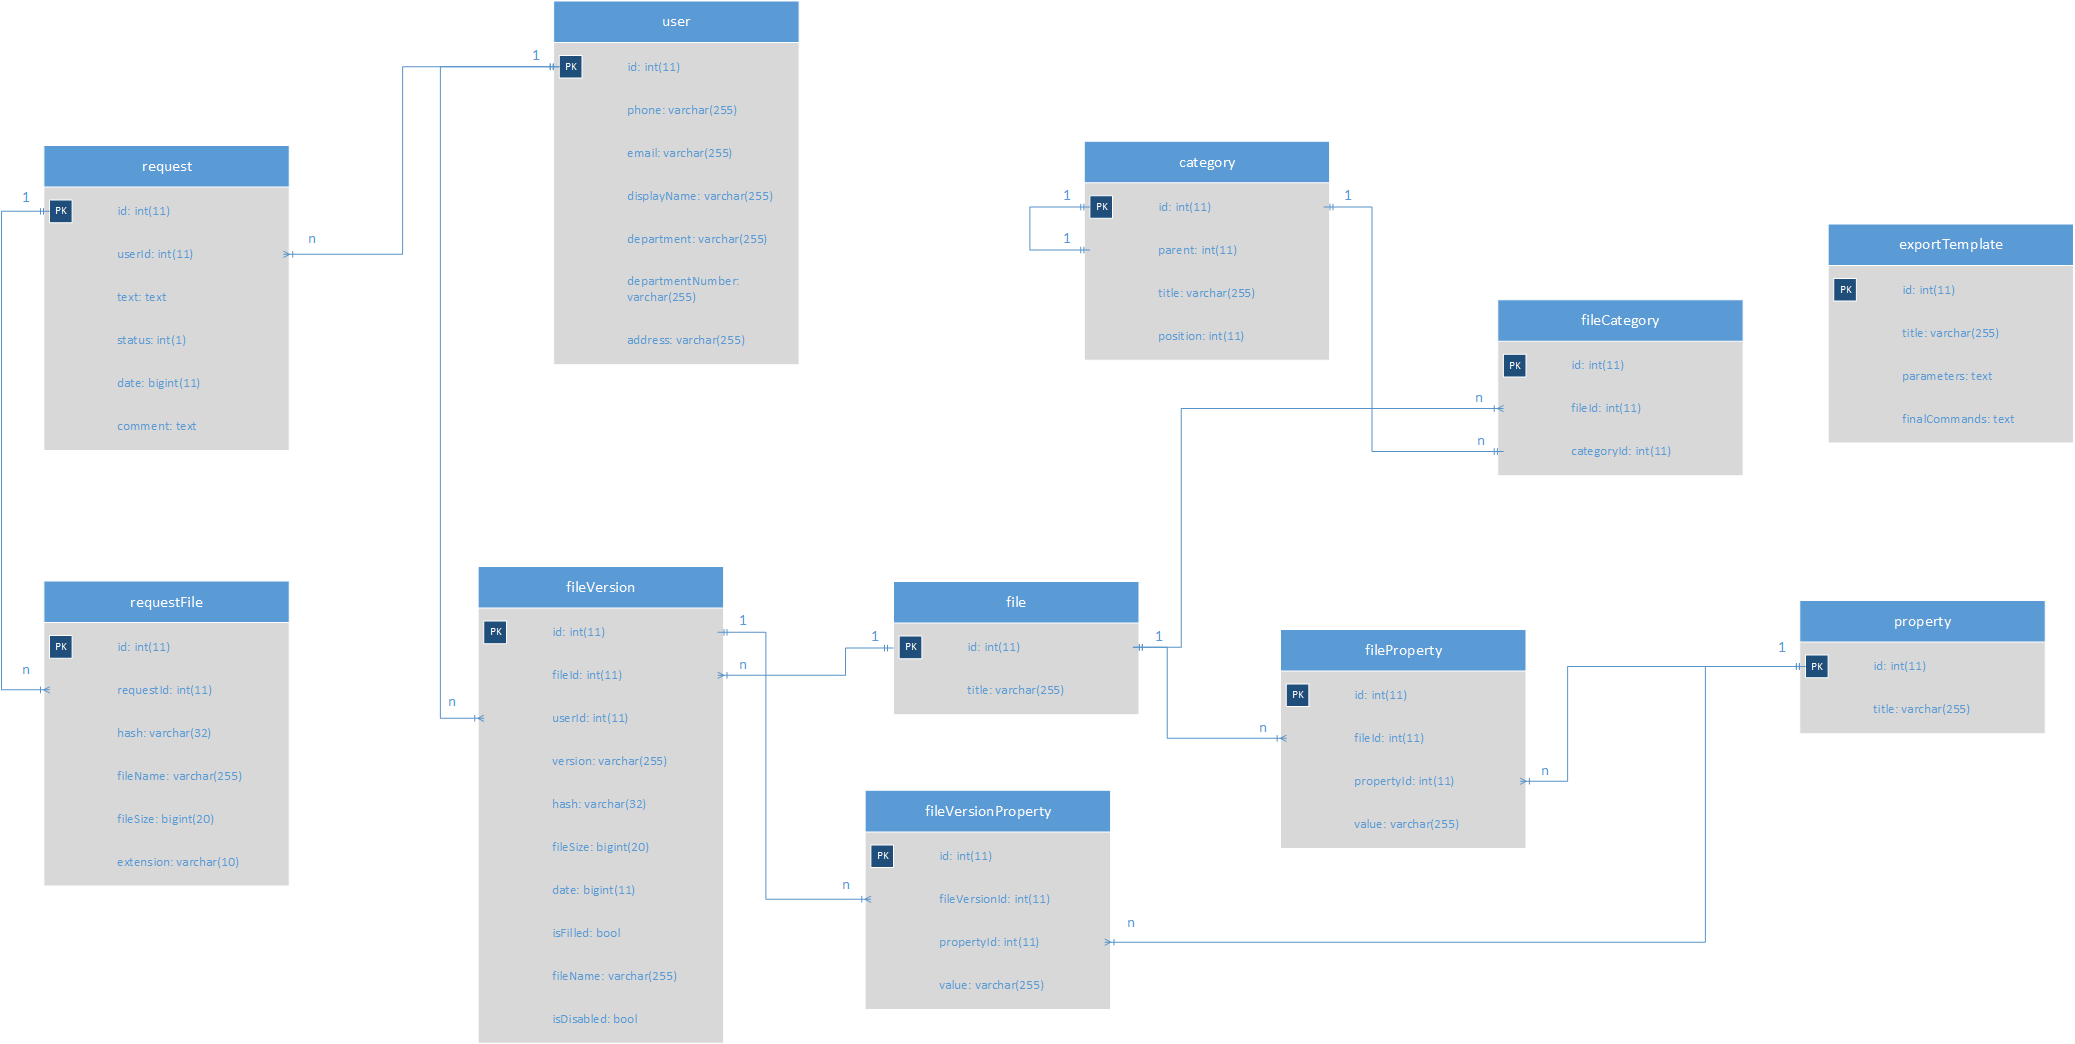 user
1
PK
id: int(11)
phone: varchar(255)
email: varchar(255)
displayName: varchar(255)
department: varchar(255)
departmentNumber:
varchar(255)
address: varchar(255)
request
1
PK
id: int(11)
userId: int(11)
n
text: text
status: int(1)
date: bigint(11)
comment: text
category
1
PK
id: int(11)
1
1
parent: int(11)
title: varchar(255)
position: int(11)
exportTemplate
PK
id: int(11)
title: varchar(255)
parameters: text
finalCommands: text
fileCategory
PK
id: int(11)
n
fileId: int(11)
n
categoryId: int(11)
requestFile
PK
id: int(11)
n
requestId: int(11)
hash: varchar(32)
fileName: varchar(255)
fileSize: bigint(20)
extension: varchar(10)
fileVersion
PK
id: int(11)
1
fileId: int(11)
n
n
userId: int(11)
version: varchar(255)
hash: varchar(32)
fileSize: bigint(20)
date: bigint(11)
isFilled: bool
fileName: varchar(255)
isDisabled: bool
file
1
PK
id: int(11)
1
title: varchar(255)
fileProperty
PK
id: int(11)
n
fileId: int(11)
propertyId: int(11)
n
value: varchar(255)
property
1
PK
id: int(11)
title: varchar(255)
fileVersionProperty
PK
id: int(11)
n
fileVersionId: int(11)
propertyId: int(11)
n
value: varchar(255)